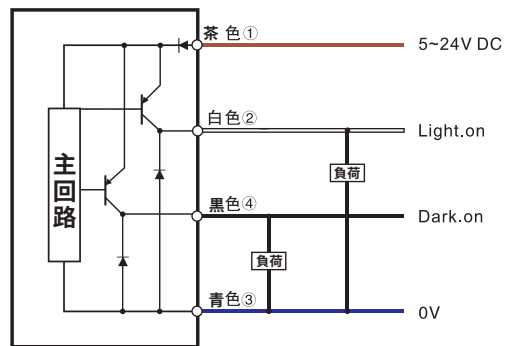 茶 色① 5~24V DC
白色② Light.on
負荷
主回路
黒色④ Dark.on
負荷
青色③ 0V